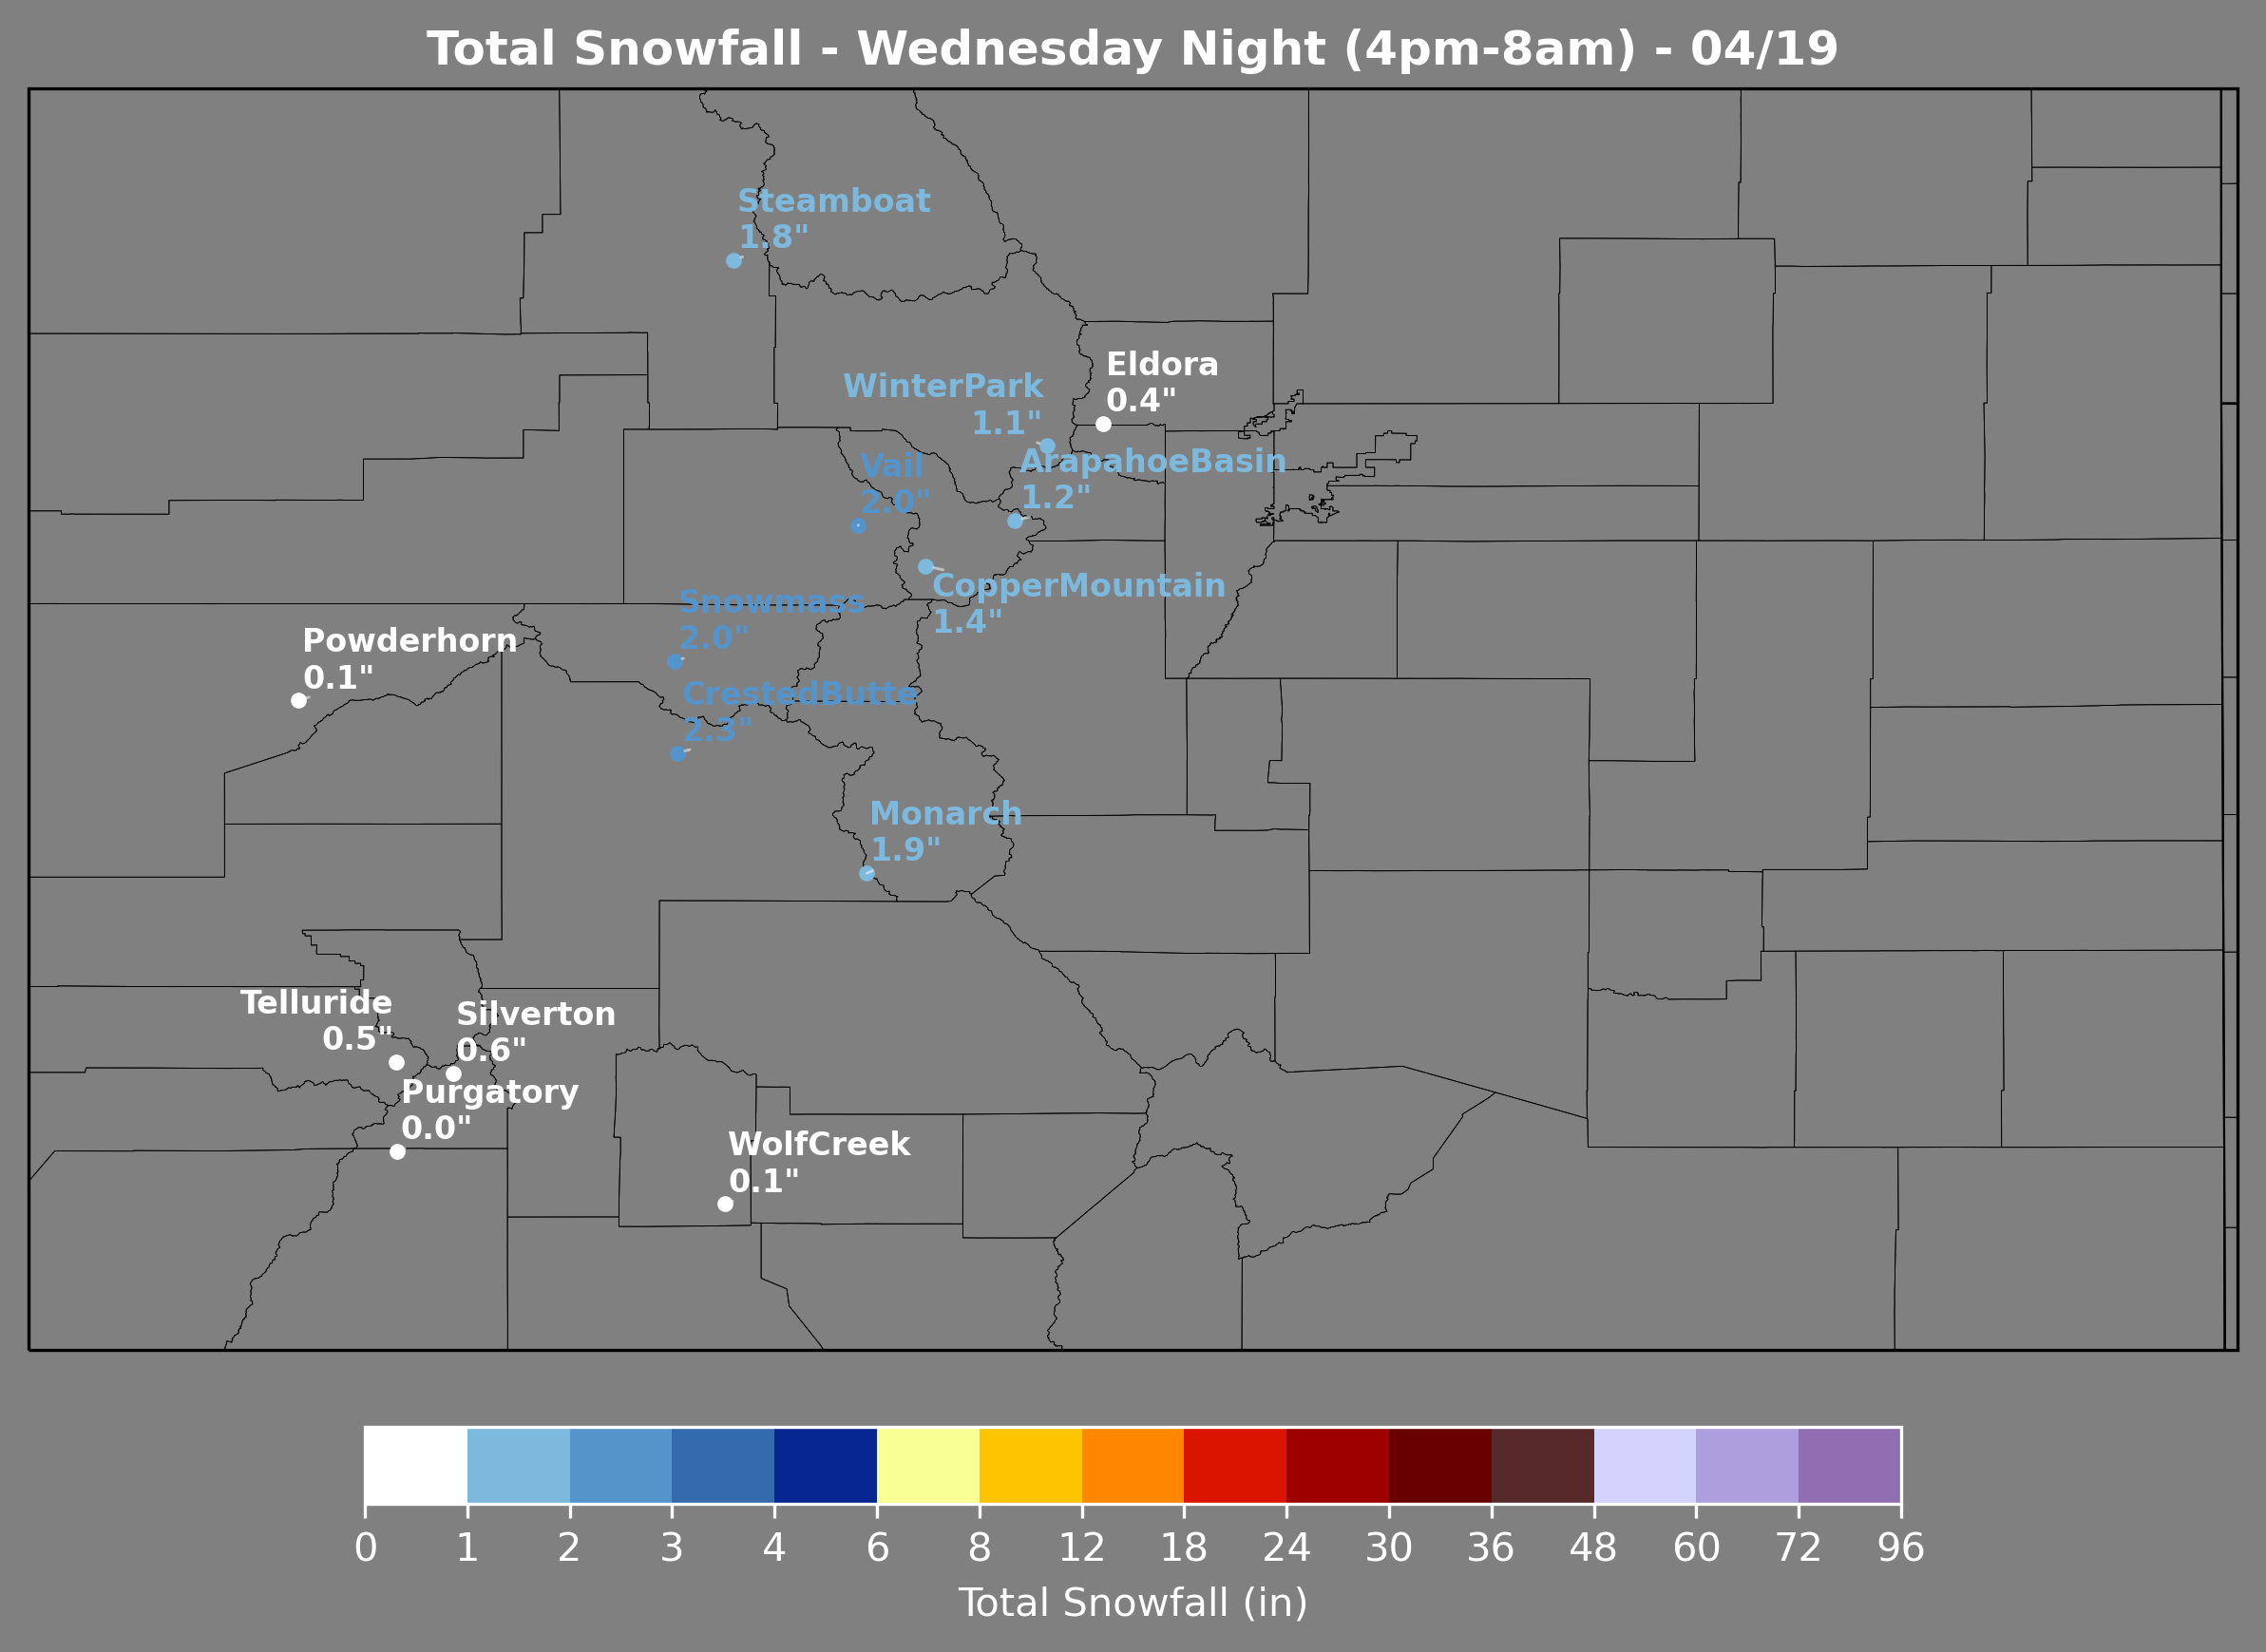 Total Snowfall - Wednesday Night (4pm-8am) - 04/19
Steamboat
1.8"
Eldora
0.4"
WinterPark
1.1"
ArapahoeBasin
1.2"
Vail
2.0"
CopperMountain
1.4"
Snowmass
2.0"
Powderhorn
0.1"
CrestedButte
2.3"
Monarch
1.9"
Telluride
0.5"
Silverton
0.6"
Purgatory
0.0"
WolfCreek
0.1"
0 1 2 3 4 6 8 12 18 24 30 36 48 60 72 96
Total Snowfall (in)